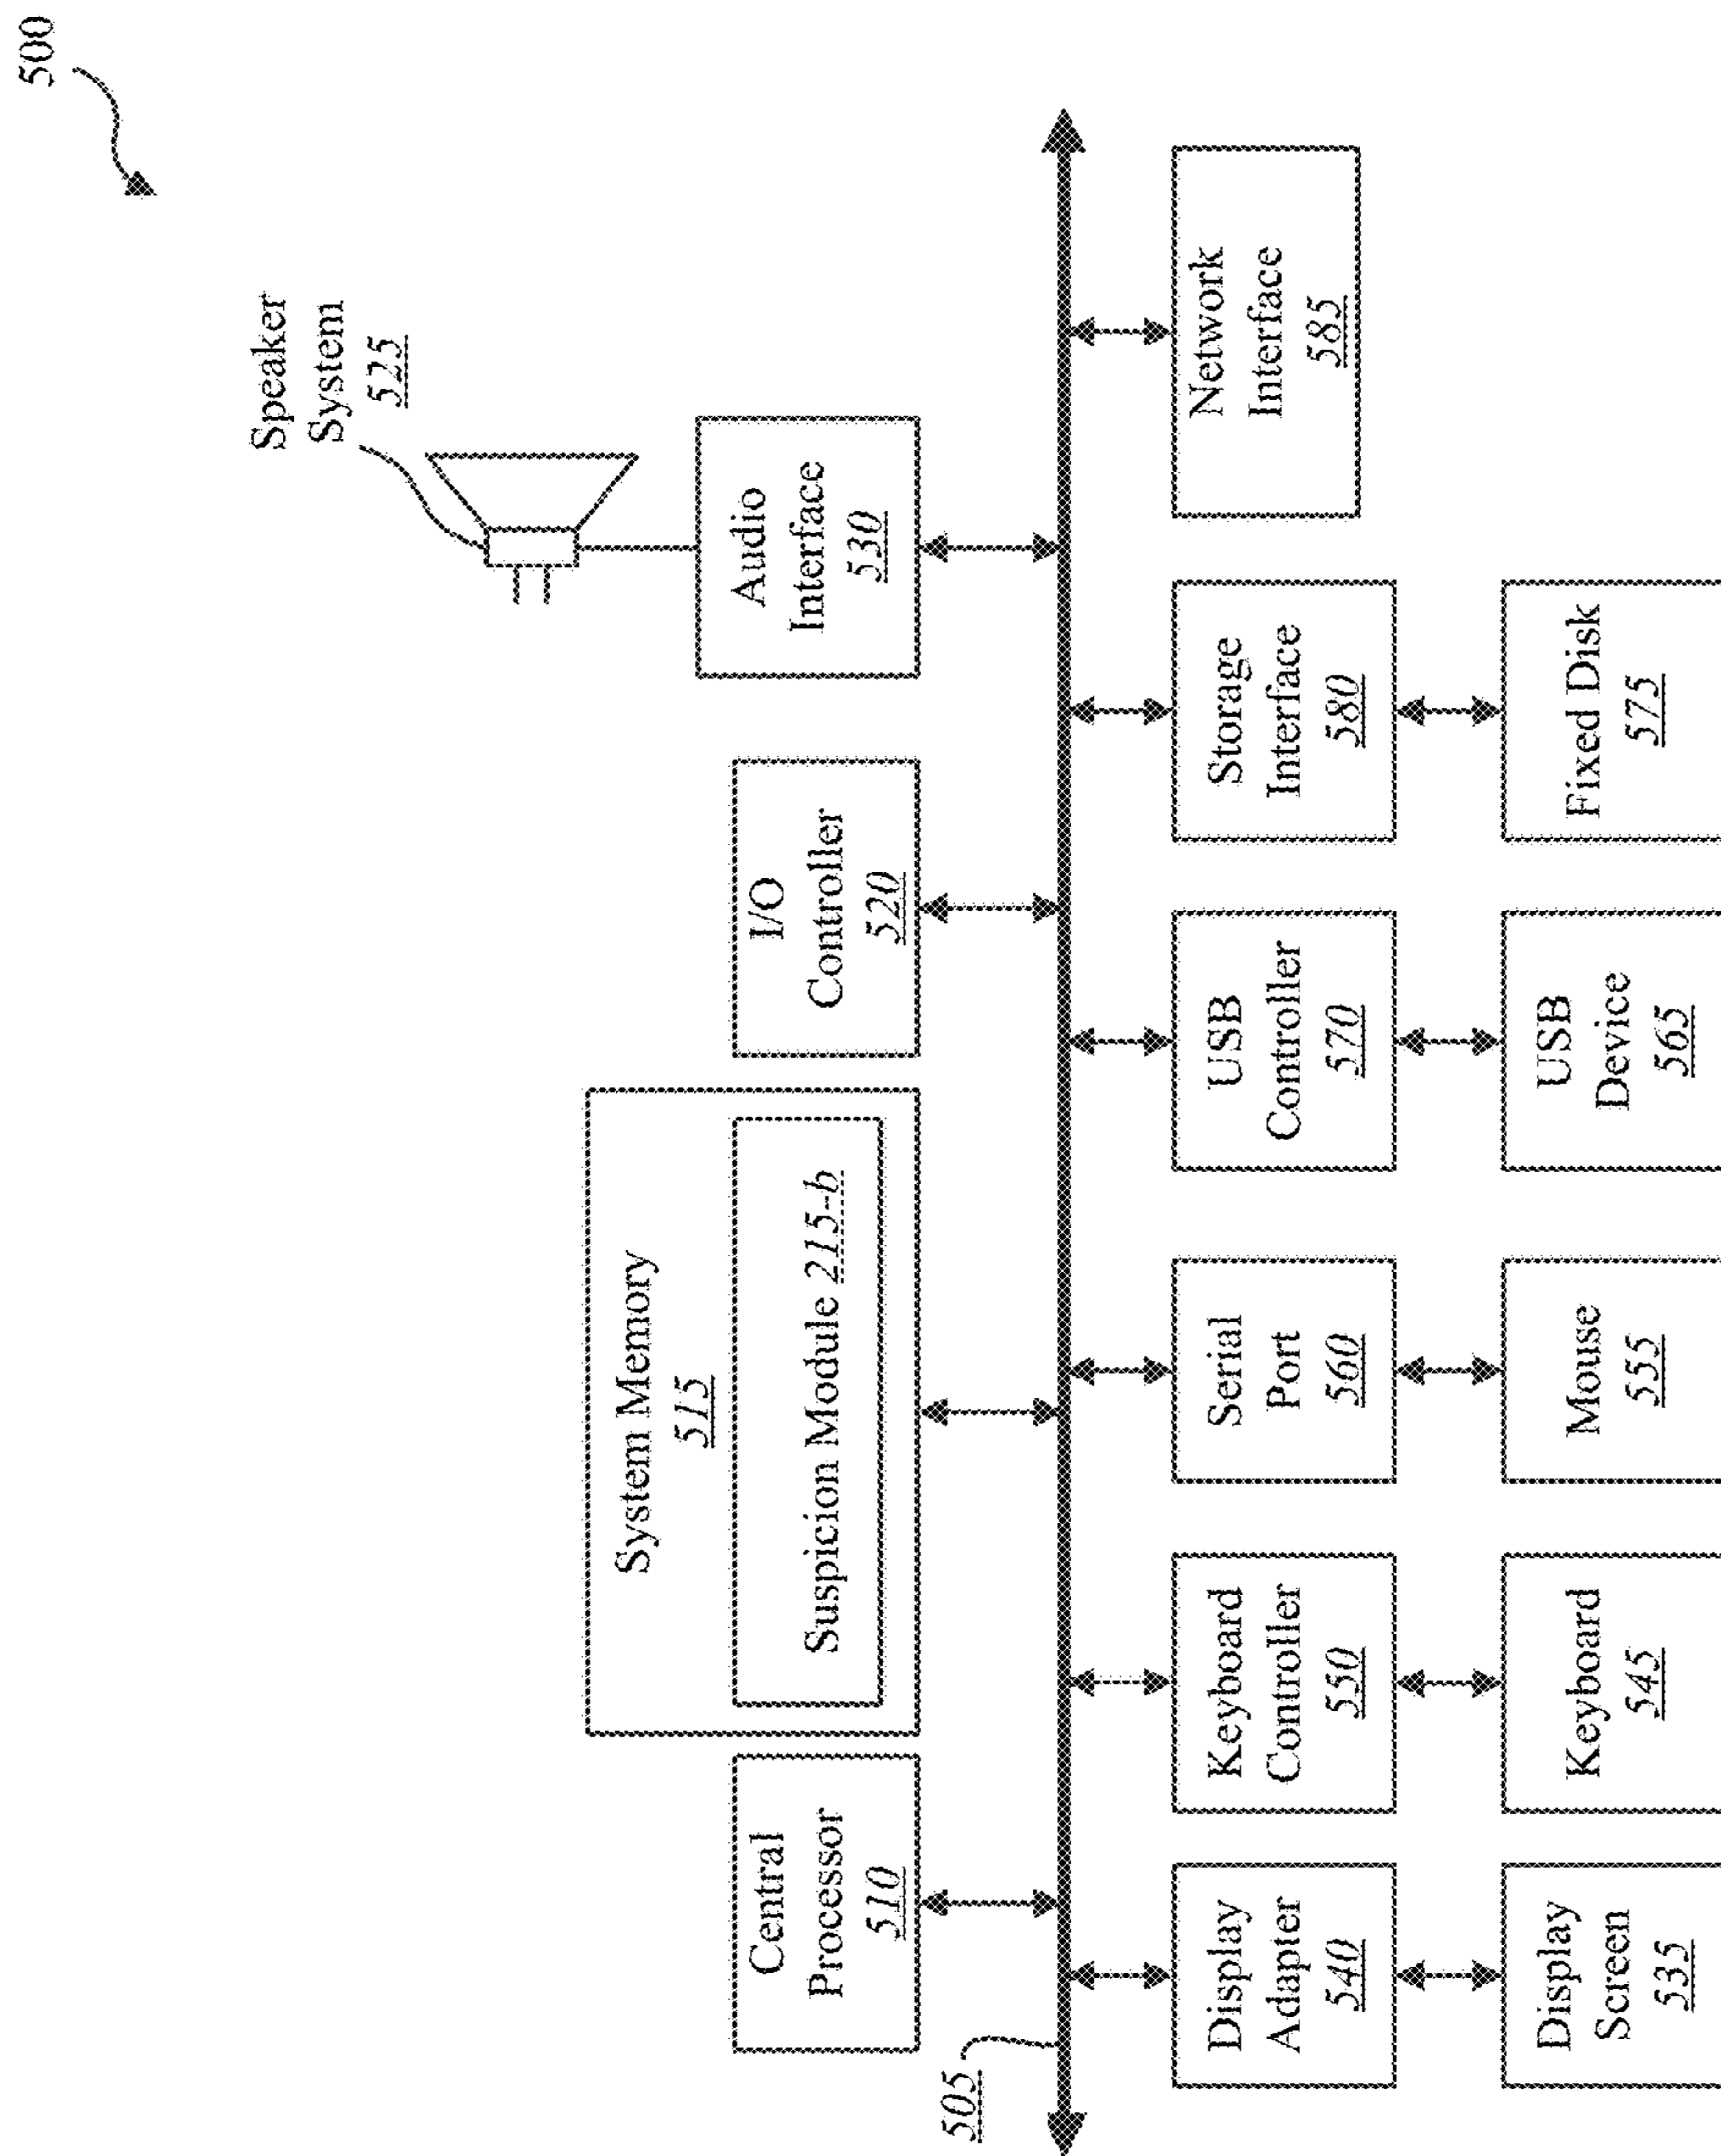 500
Speaker
System
525
Central
Processor
510
System Memory
515
Suspicion Module 215-b
I/O
Controller
520
Audio
Interface
530
505
Display
Adapter
540
Keyboard
Controller
550
Serial
Port
560
USB
Controller
570
Storage
Interface
580
Network
Interface
585
Display
Screen
535
Keyboard
545
Mouse
555
USB
Device
565
Fixed Disk
575